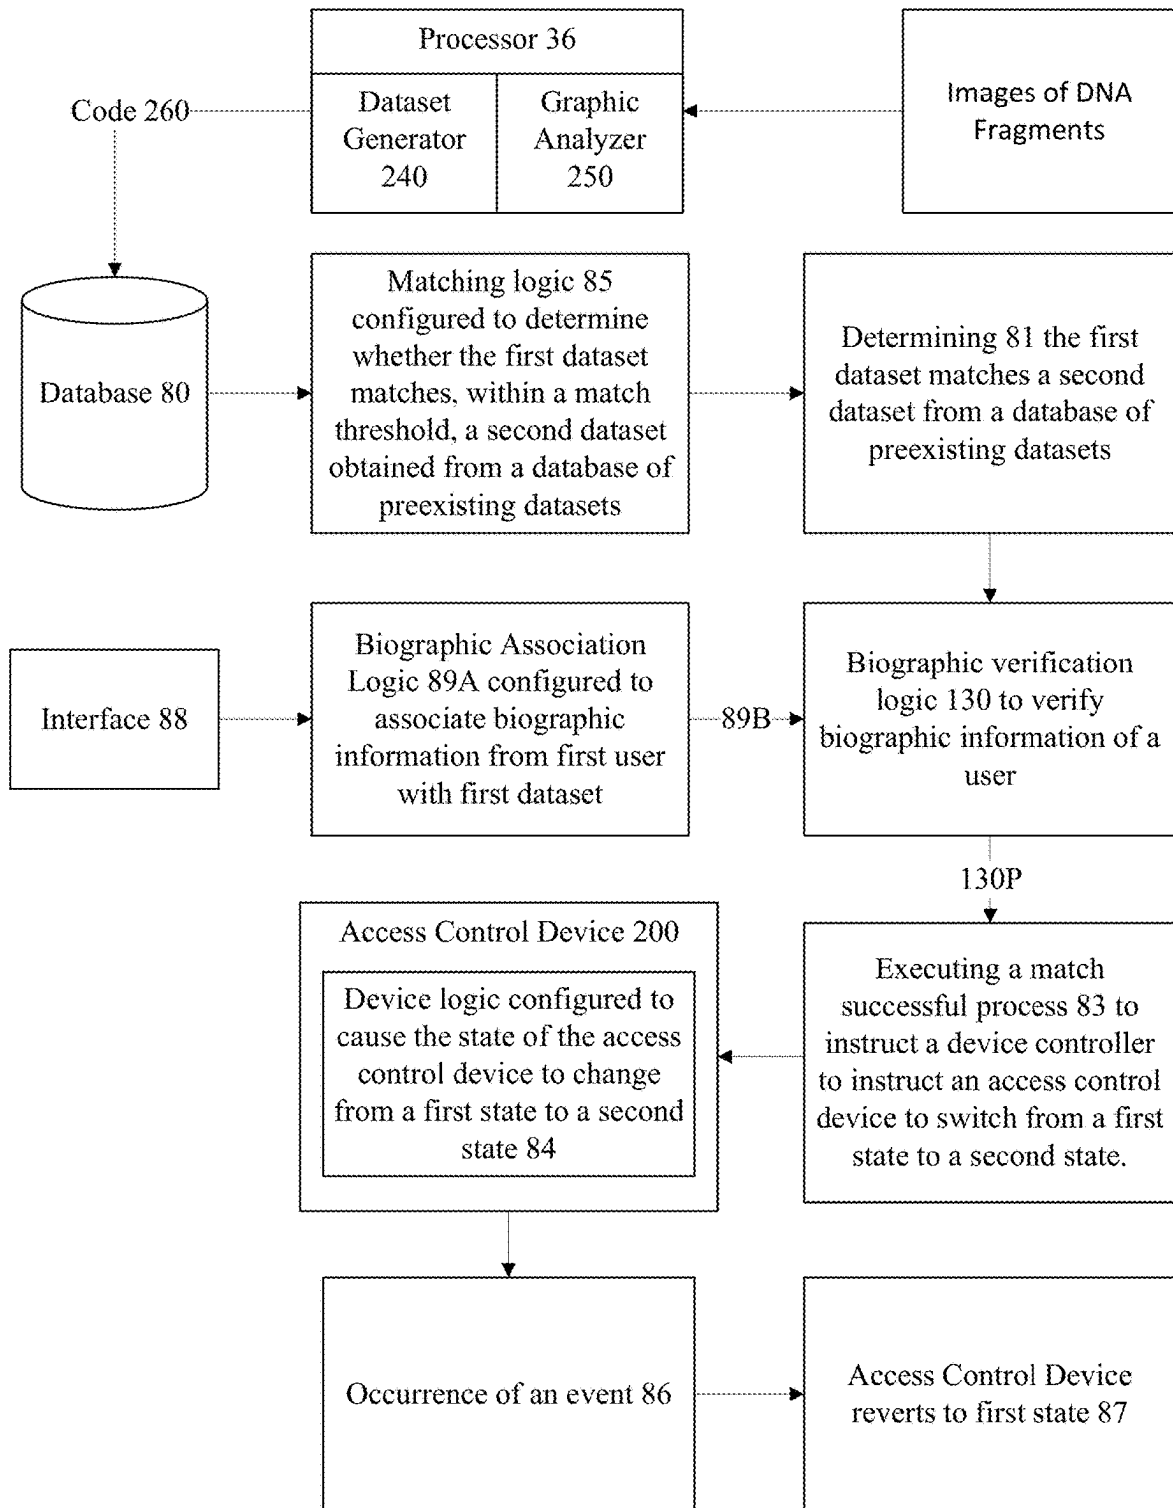 Processor 36
Code 260
Dataset
Generator
240
Graphic
Analyzer
250
Images of DNA
Fragments
Database 80
Matching logic 85
configured to determine
whether the first dataset
matches, within a match
threshold, a second dataset
obtained from a database of
preexisting datasets
Determining 81 the first
dataset matches a second
dataset from a database of
preexisting datasets
Interface 88
Biographic Association
Logic 89A configured to
associate biographic
information from first user
with first dataset
89B
Biographic verification
logic 130 to verify
biographic information of a
user
130P
Access Control Device 200
Device logic configured to
cause the state of the access
control device to change
from a first state to a second
state 84
Executing a match
successful process 83 to
instruct a device controller
to instruct an access control
device to switch from a first
state to a second state.
Occurrence of an event 86
Access Control Device
reverts to first state 87